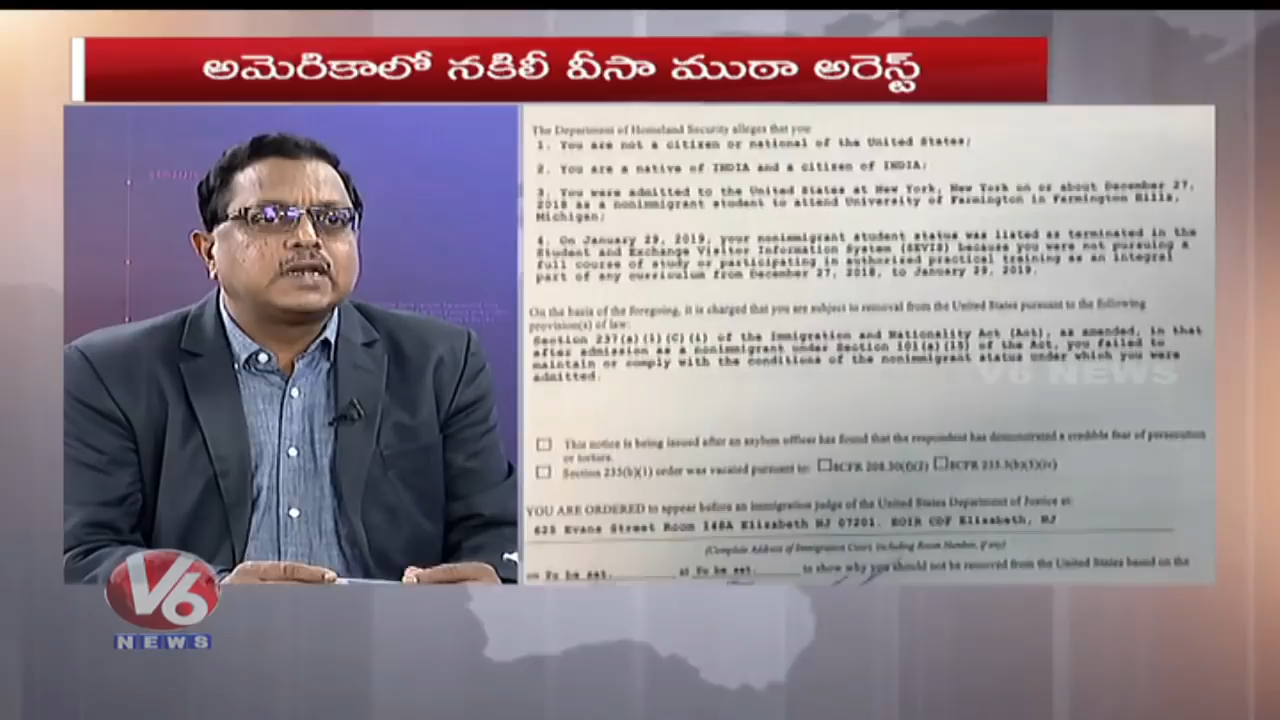 అమెరికాలో నకిలీ వీసా ముఠా అరెస్ట్
The Department of Homeland Security alleges that you:
1. You are not a citizen or national of the United States;
2. You are a native of INDIA and a citizen of INDIA;
3. You were admitted to the United States at New York, New York on or about December 27,
2018 as a nonimmigrant student to attend University of Farmington in Farmington Hills,
Michigan;
4. On January 29, 2019, your nonimmigrant student status was listed as terminated in the
Student and Exchange Visitor Information System (SEVIS) because you were not pursuing a
full course of study or participating in authorized practical training as an integral
part of any curriculum from December 27, 2018, to January 29, 2019.
On the basis of the foregoing, it is charged that you are subject to removal from the United States pursuant to the following
provision(s) of law:
Section 237(a)(1)(C)(i) of the Immigration and Nationality Act (Act), as amended, in that
after admission as a nonimmigrant under Section 101(a)(15) of the Act, you failed to
maintain or comply with the conditions of the nonimmigrant status under which you were
admitted.
V6 NEWS
This notice is being issued after an asylum officer has found that the respondent has demonstrated a credible fear of persecution
or torture.
Section 235(b)(1) order was vacated pursuant to: 8CFR 208.30(f)(2) 8CFR 235.3(b)(5)(iv)
YOU ARE ORDERED to appear before an immigration judge of the United States Department of Justice at:
625 Evans Street Room 148A Elizabeth NJ 07201. EOIR CDF Elizabeth, NJ
(Complete Address of Immigration Court, including Room Number, if any)
on To be set. at To be set. to show why you should not be removed from the United States based on the
V6
NEWS